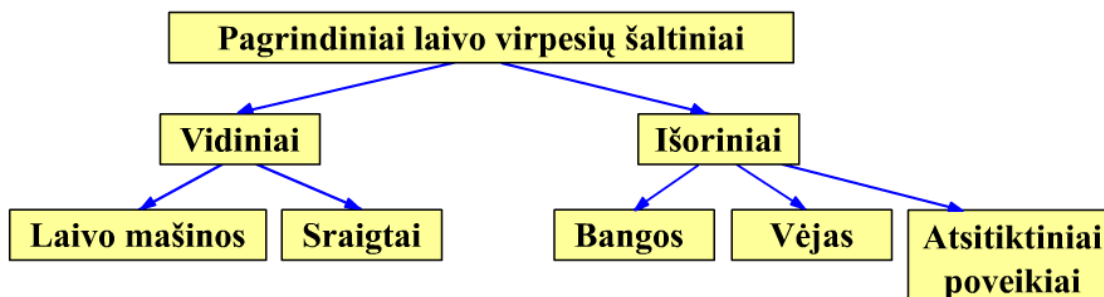 Pagrindiniai laivo virpesių šaltiniai
Vidiniai
Išoriniai
Laivo mašinos
Sraigtai
Bangos
Vėjas
Atsitiktiniai
poveikiai